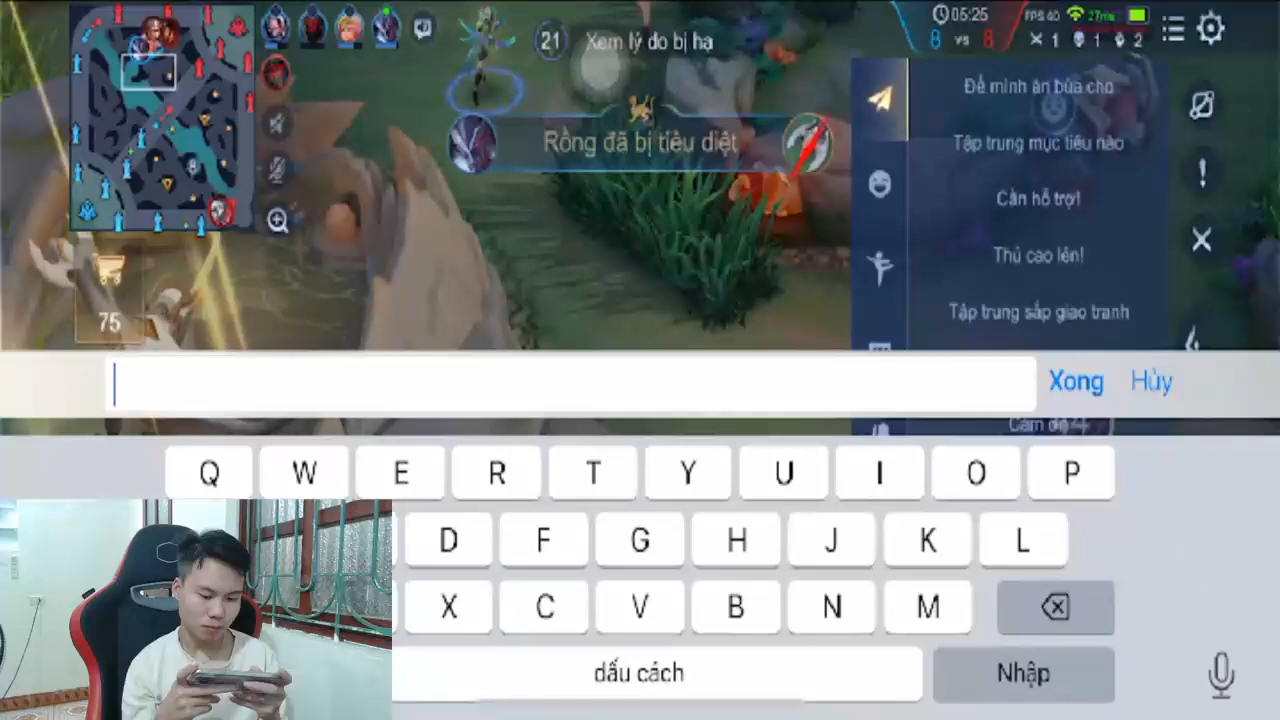 05:25
FPS 40
27ms
8 vs 8
1
1
2
21
Xem lý do bị hạ
Rồng đã bị tiêu diệt
Để mình ăn bùa cho
Tập trung mục tiêu nào
Cần hỗ trợ!
Thủ cao lên!
Tập trung sắp giao tranh
75
Xong
Hủy
Q W E R T Y U I O P
D F G H J K L
X C V B N M
dấu cách
Nhập